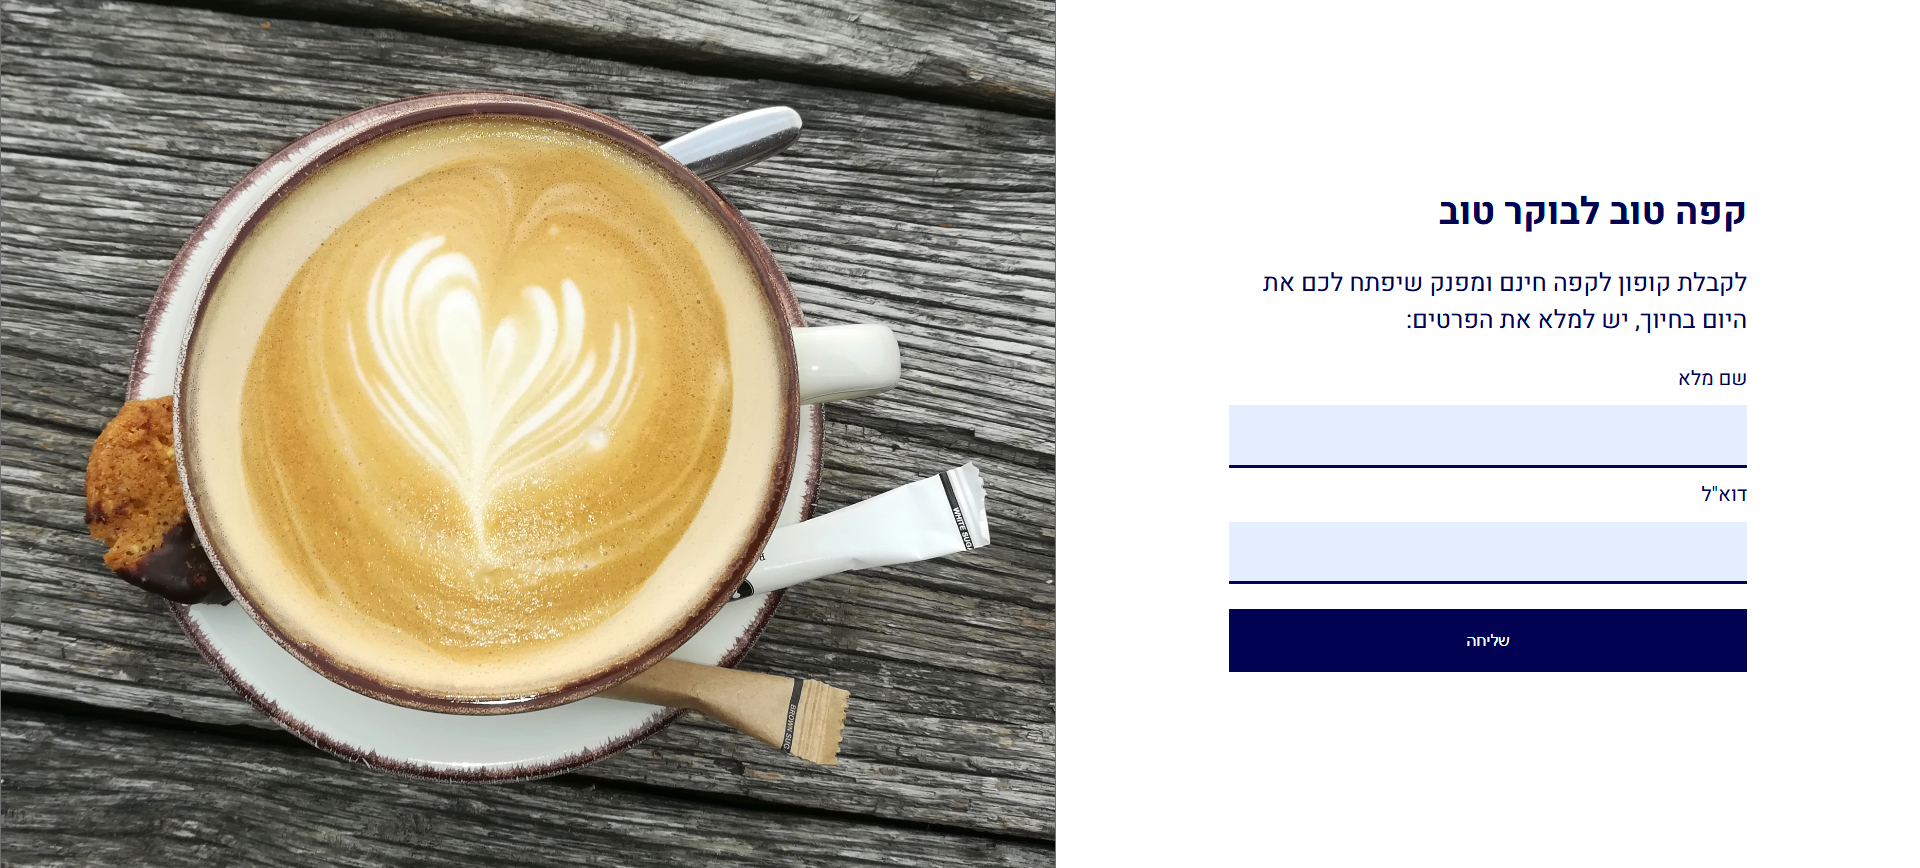 קפה טוב לבוקר טוב
לקבלת קופון לקפה חינם ומפנק שיפתח לכם את
היום בחיוך, יש למלא את הפרטים:
שם מלא
דוא"ל
שליחה
WHITE SUG
BROWN SUG